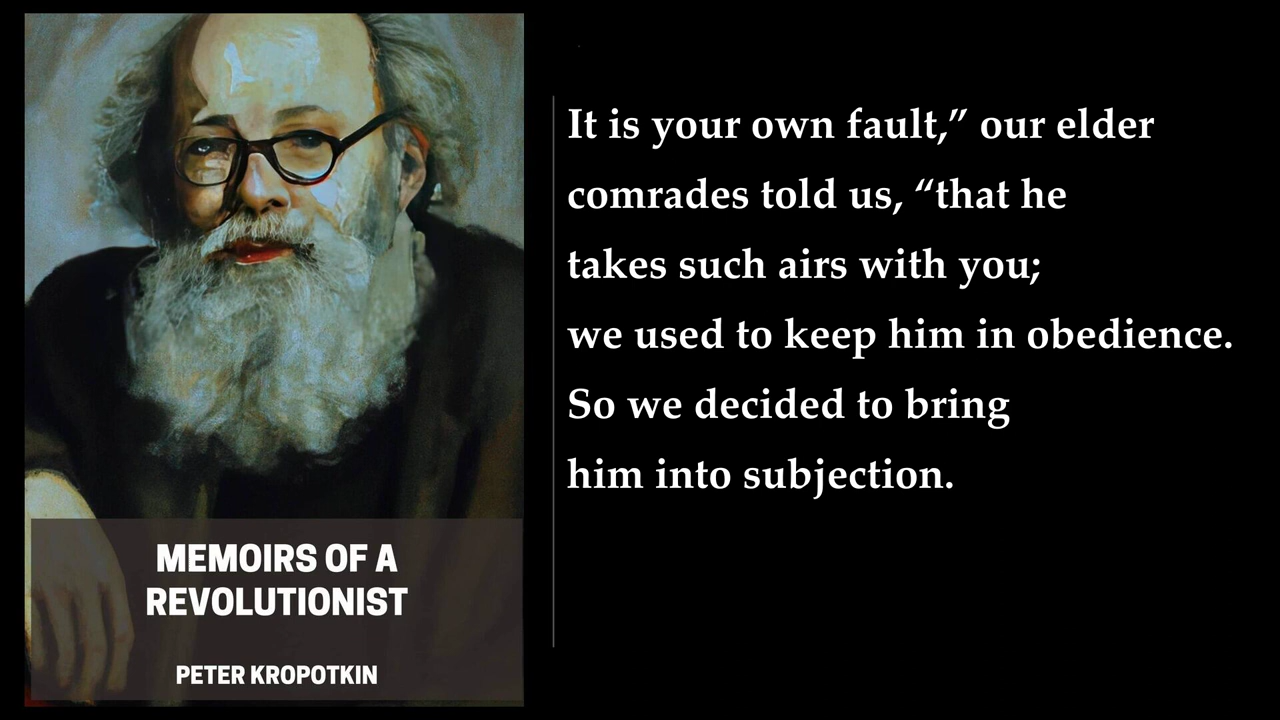 It is your own fault,” our elder
comrades told us, “that he
takes such airs with you;
we used to keep him in obedience.
So we decided to bring
him into subjection.
MEMOIRS OF A
REVOLUTIONIST
PETER KROPOTKIN